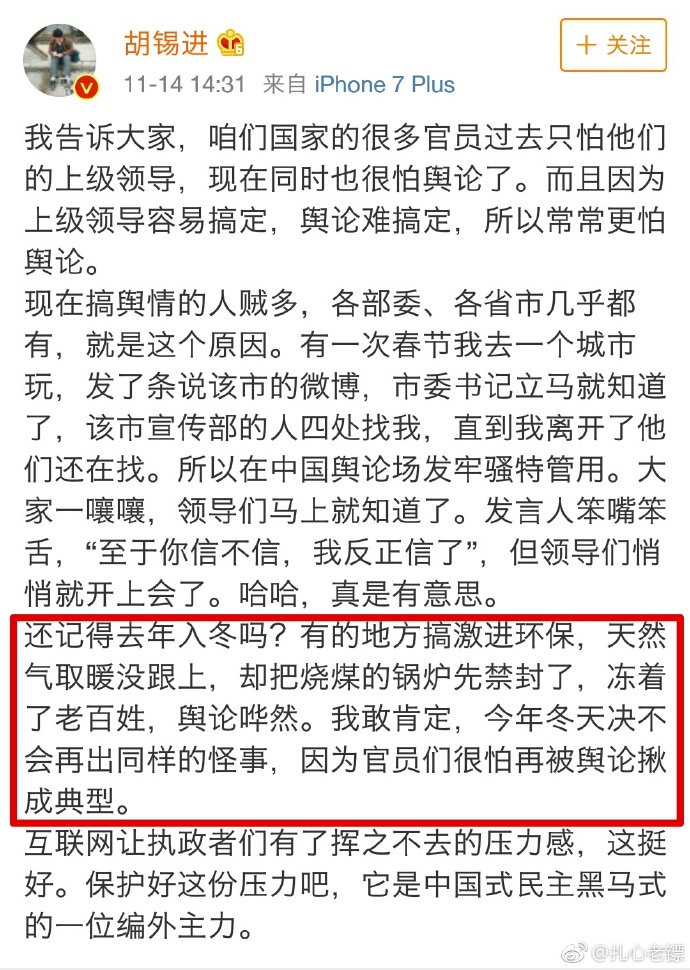 胡锡进
6
11-14 14:31 来自 iPhone 7 Plus
+ 关注
我告诉大家，咱们国家的很多官员过去只怕他们
的上级领导，现在同时也很怕舆论了。而且因为
上级领导容易搞定，舆论难搞定，所以常常更怕
舆论。
现在搞舆情的人贼多，各部委、各省市几乎都
有，就是这个原因。有一次春节我去一个城市
玩，发了条说该市的微博，市委书记立马就知道
了，该市宣传部的人四处找我，直到我离开了他
们还在找。所以在中国舆论场发牢骚特管用。大
家一嚷嚷，领导们马上就知道了。发言人笨嘴笨
舌，“至于你信不信，我反正信了”，但领导们悄
悄就开上会了。哈哈，真是有意思。
还记得去年入冬吗？有的地方搞激进环保，天然
气取暖没跟上，却把烧煤的锅炉先禁封了，冻着
了老百姓，舆论哗然。我敢肯定，今年冬天决不
会再出同样的怪事，因为官员们很怕再被舆论揪
成典型。
互联网让执政者们有了挥之不去的压力感，这挺
好。保护好这份压力吧，它是中国式民主黑马式
的一位编外主力。
@扎心老镖